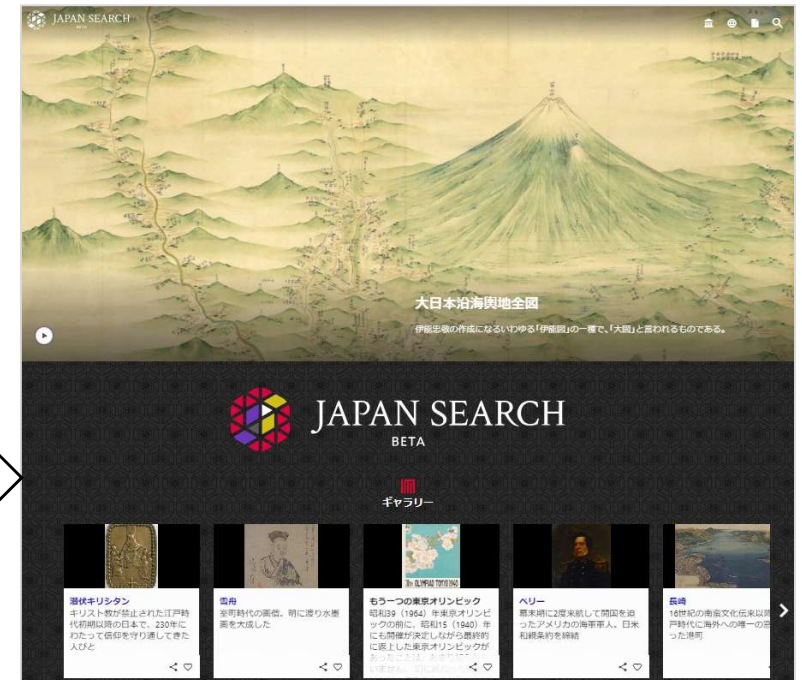 JAPAN SEARCH
BETA
大日本沿海輿地全図
伊能忠敬の作成になるいわゆる「伊能図」の一種で、「大図」と言われるものである。
JAPAN SEARCH
BETA
ギャラリー
XIIth OLYMPIAD TOKYO 1940
潜伏キリシタン
キリスト教が禁止された江戸時
代初期以降の日本で、230年に
わたって信仰を守り通してきた
人びと
雪舟
室町時代の画僧。明に渡り水墨
画を大成した
もう一つの東京オリンピック
昭和39（1964）年東京オリンピ
ックの前に、昭和15（1940）年
にも開催が決定しながら最終的
に返上した東京オリンピックが
ペリー
幕末期に2度来航して開国を迫
ったアメリカの海軍軍人。日米
和親条約を締結
長崎
16世紀の南蛮文化伝来以降
戸時代に海外への唯一の窓
った港町